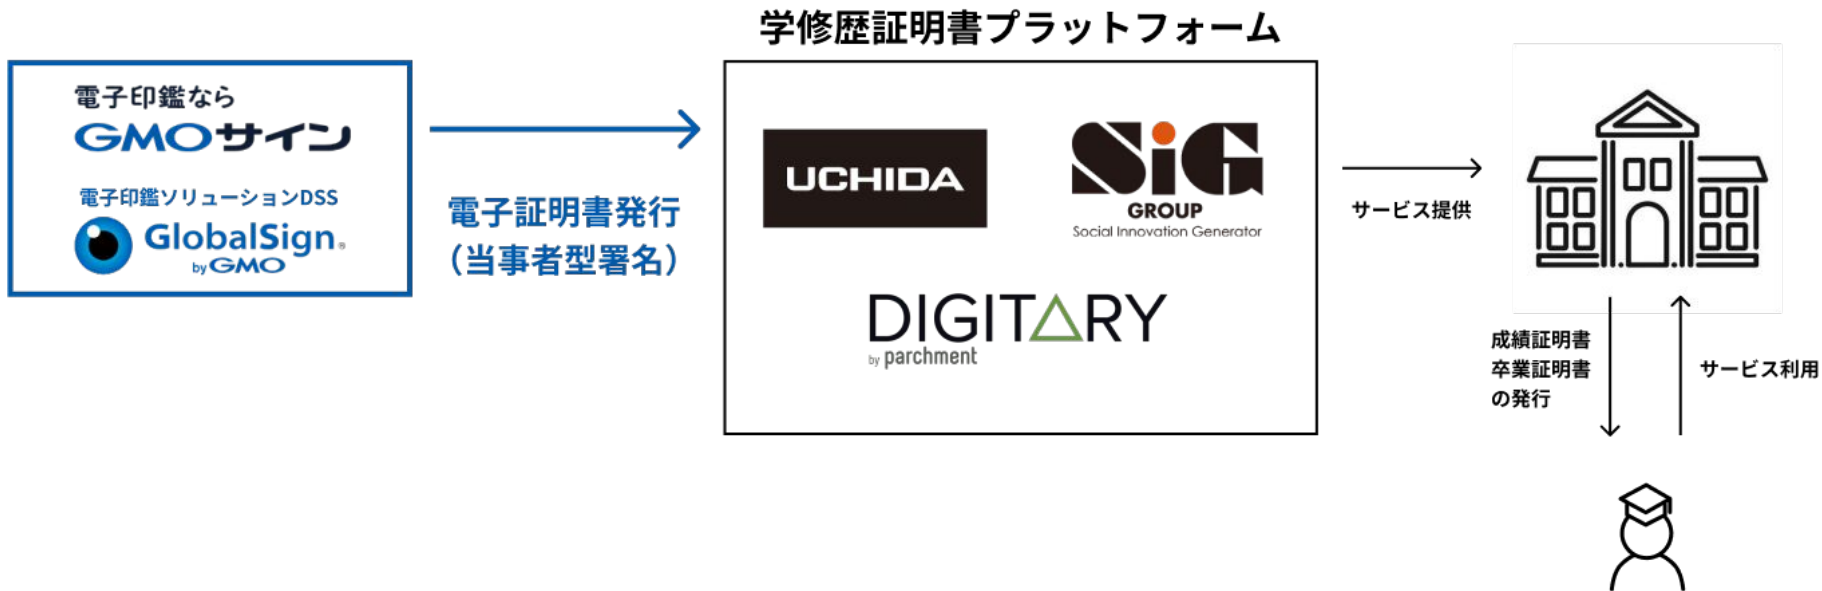 学修歴証明書プラットフォーム
電子印鑑なら
GMOサイン
電子印鑑ソリューションDSS
GlobalSign®
by GMO
電子証明書発行
（当事者型署名）
UCHIDA
SiG
GROUP
Social Innovation Generator
DIGITARY
by parchment
サービス提供
成績証明書
卒業証明書
の発行
サービス利用